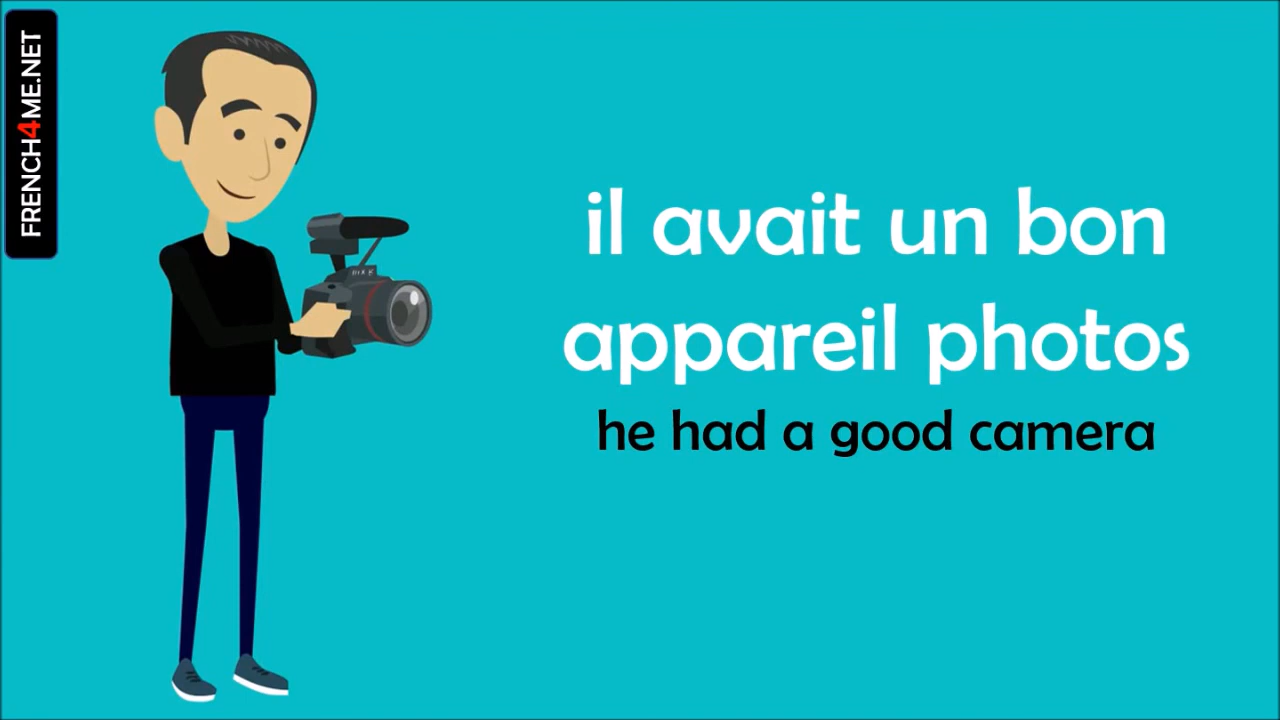 FRENCH4ME.NET
il avait un bon
appareil photos
he had a good camera